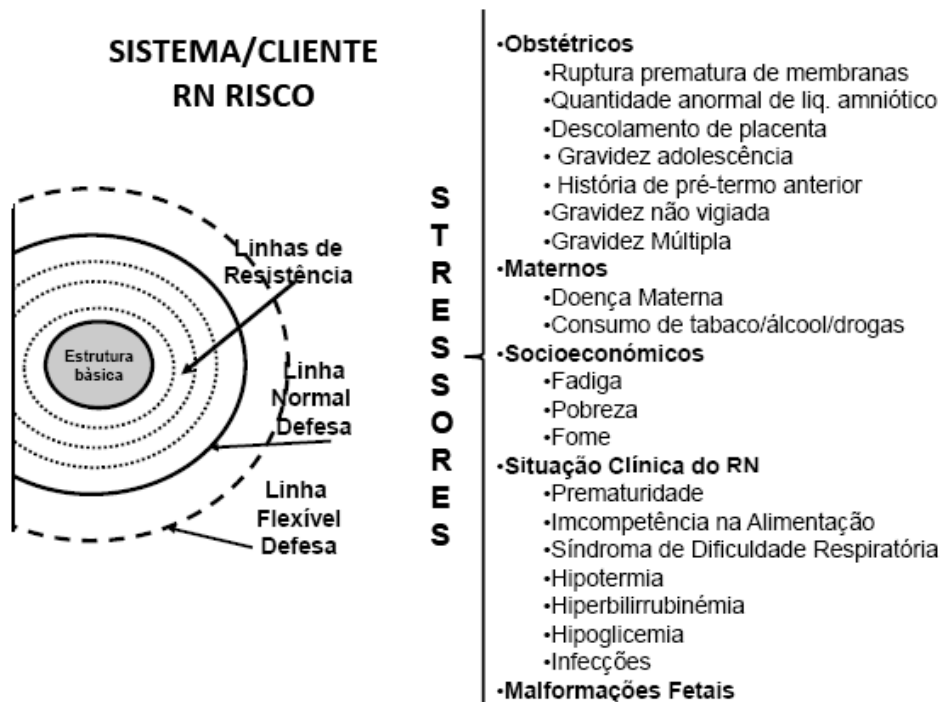 SISTEMA/CLIENTE
RN RISCO
Linhas de
Resistência
Estrutura
bàsica
Linha
Normal
Defesa
Linha
Flexível
Defesa
S
T
R
E
S
S
O
R
E
S
•Obstétricos
•Ruptura prematura de membranas
•Quantidade anormal de liq. amniótico
•Descolamento de placenta
• Gravidez adolescência
• História de pré-termo anterior
•Gravidez não vigiada
•Gravidez Múltipla
•Maternos
•Doença Materna
•Consumo de tabaco/álcool/drogas
•Socioeconómicos
•Fadiga
•Pobreza
•Fome
•Situação Clínica do RN
•Prematuridade
•Imcompetência na Alimentação
•Síndroma de Dificuldade Respiratória
•Hipotermia
•Hiperbilirrubinémia
•Hipoglicemia
•Infecções
•Malformações Fetais